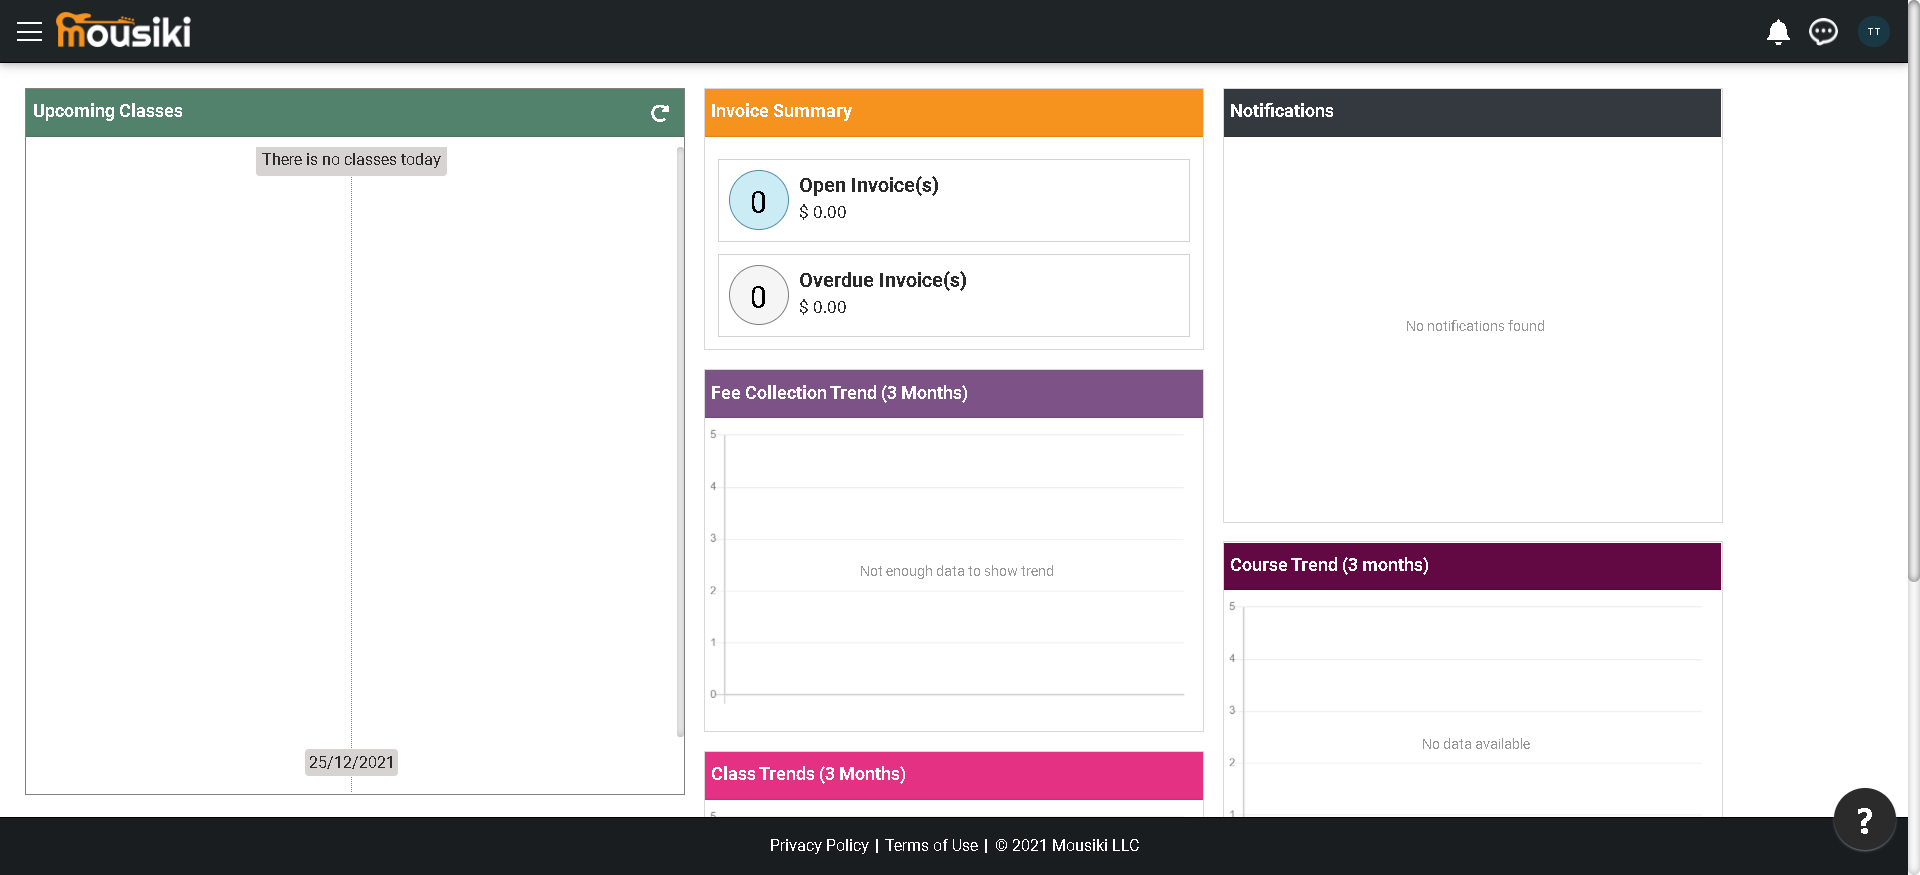 mousiki
TT
Upcoming Classes
There is no classes today
25/12/2021
Invoice Summary
0
Open Invoice(s)
$ 0.00
0
Overdue Invoice(s)
$ 0.00
Fee Collection Trend (3 Months)
5
4
3
Not enough data to show trend
2
1
0
Class Trends (3 Months)
5
Notifications
No notifications found
Course Trend (3 months)
5
4
3
No data available
2
1
?
Privacy Policy | Terms of Use | © 2021 Mousiki LLC